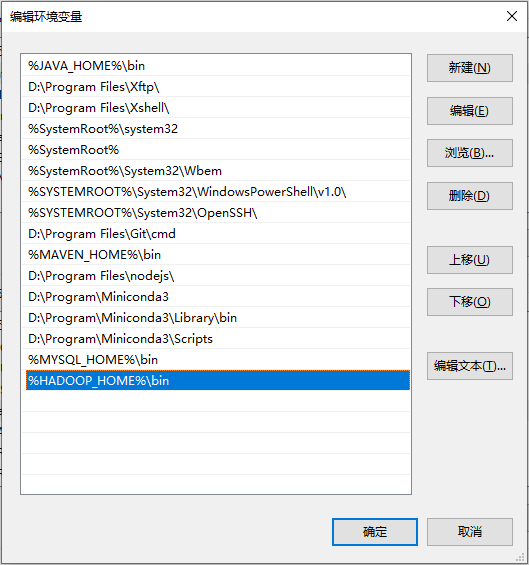 编辑环境变量
%JAVA_HOME%\bin
D:\Program Files\Xftp\
D:\Program Files\Xshell\
%SystemRoot%\system32
%SystemRoot%
%SystemRoot%\System32\Wbem
%SYSTEMROOT%\System32\WindowsPowerShell\v1.0\
%SYSTEMROOT%\System32\OpenSSH\
D:\Program Files\Git\cmd
%MAVEN_HOME%\bin
D:\Program Files\nodejs\
D:\Program\Miniconda3
D:\Program\Miniconda3\Library\bin
D:\Program\Miniconda3\Scripts
%MYSQL_HOME%\bin
%HADOOP_HOME%\bin
新建(N)
编辑(E)
浏览(B)...
删除(D)
上移(U)
下移(O)
编辑文本(T)...
确定
取消